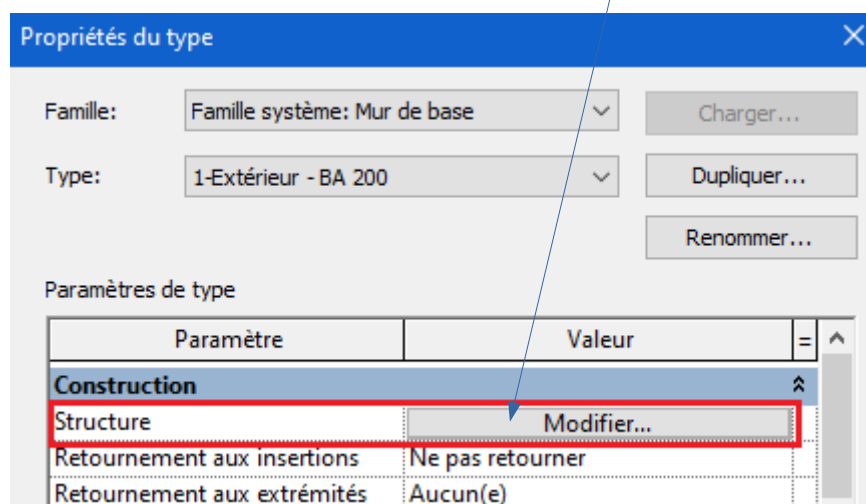 Propriétés du type
Famille: Famille système: Mur de base Charger...
Type: 1-Extérieur - BA 200 Dupliquer...
Renommer...
Paramètres de type
Paramètre Valeur =
Construction
Structure Modifier...
Retournement aux insertions Ne pas retourner
Retournement aux extrémités Aucun(e)